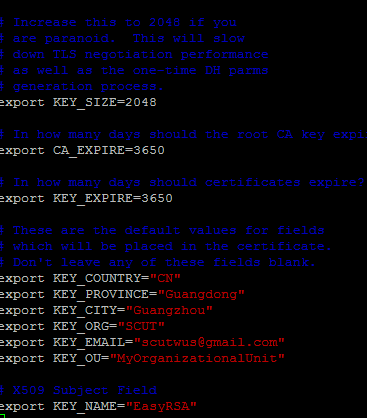 # Increase this to 2048 if you
# are paranoid.  This will slow
# down TLS negotiation performance
# as well as the one-time DH parms
# generation process.
export KEY_SIZE=2048
# In how many days should the root CA key expi
export CA_EXPIRE=3650
# In how many days should certificates expire?
export KEY_EXPIRE=3650
# These are the default values for fields
# which will be placed in the certificate.
# Don't leave any of these fields blank.
export KEY_COUNTRY="CN"
export KEY_PROVINCE="Guangdong"
export KEY_CITY="Guangzhou"
export KEY_ORG="SCUT"
export KEY_EMAIL="scutwus@gmail.com"
export KEY_OU="MyOrganizationalUnit"
# X509 Subject Field
export KEY_NAME="EasyRSA"